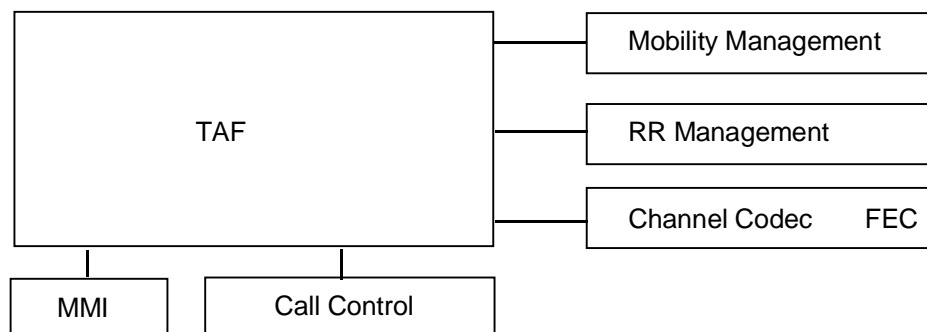 Mobility Management
TAF
RR Management
Channel Codec FEC
MMI
Call Control